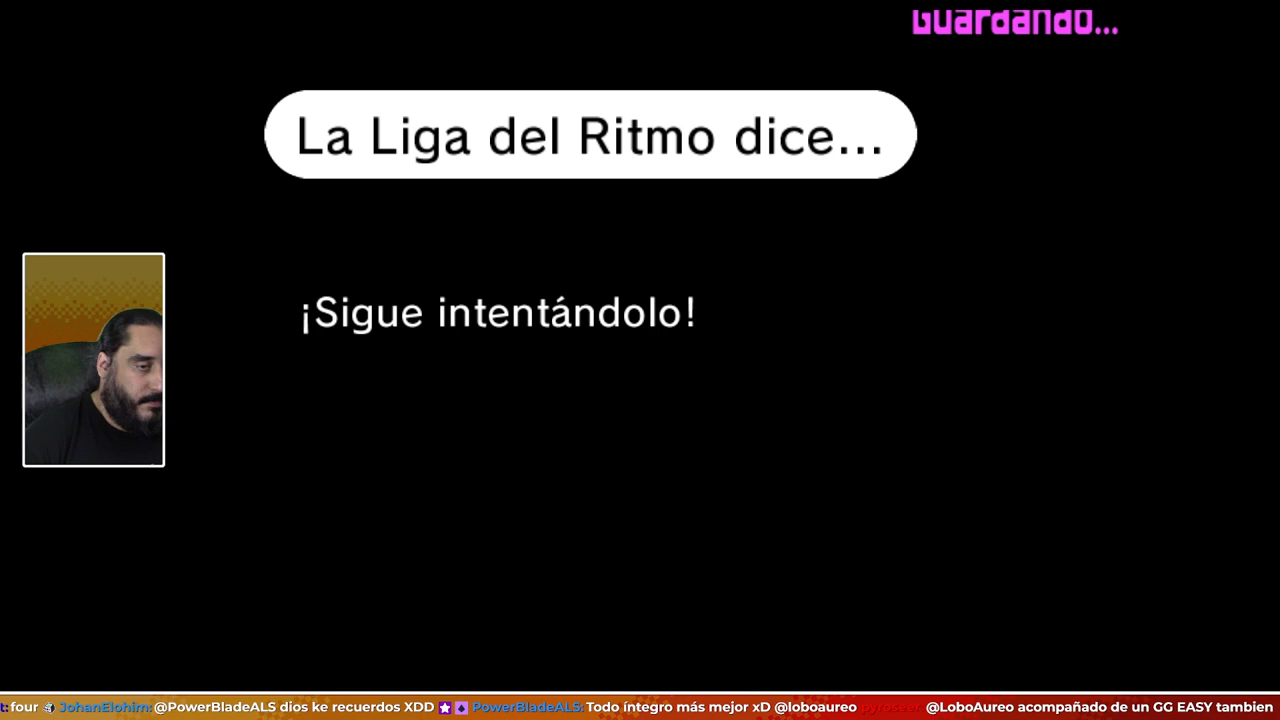 Guardando...
La Liga del Ritmo dice...
¡Sigue intentándolo!
t: four JohanElohim: @PowerBladeALS dios ke recuerdos XDD PowerBladeALS: Todo íntegro más mejor xD @loboaureo pyroseer: @LoboAureo acompañado de un GG EASY tambien